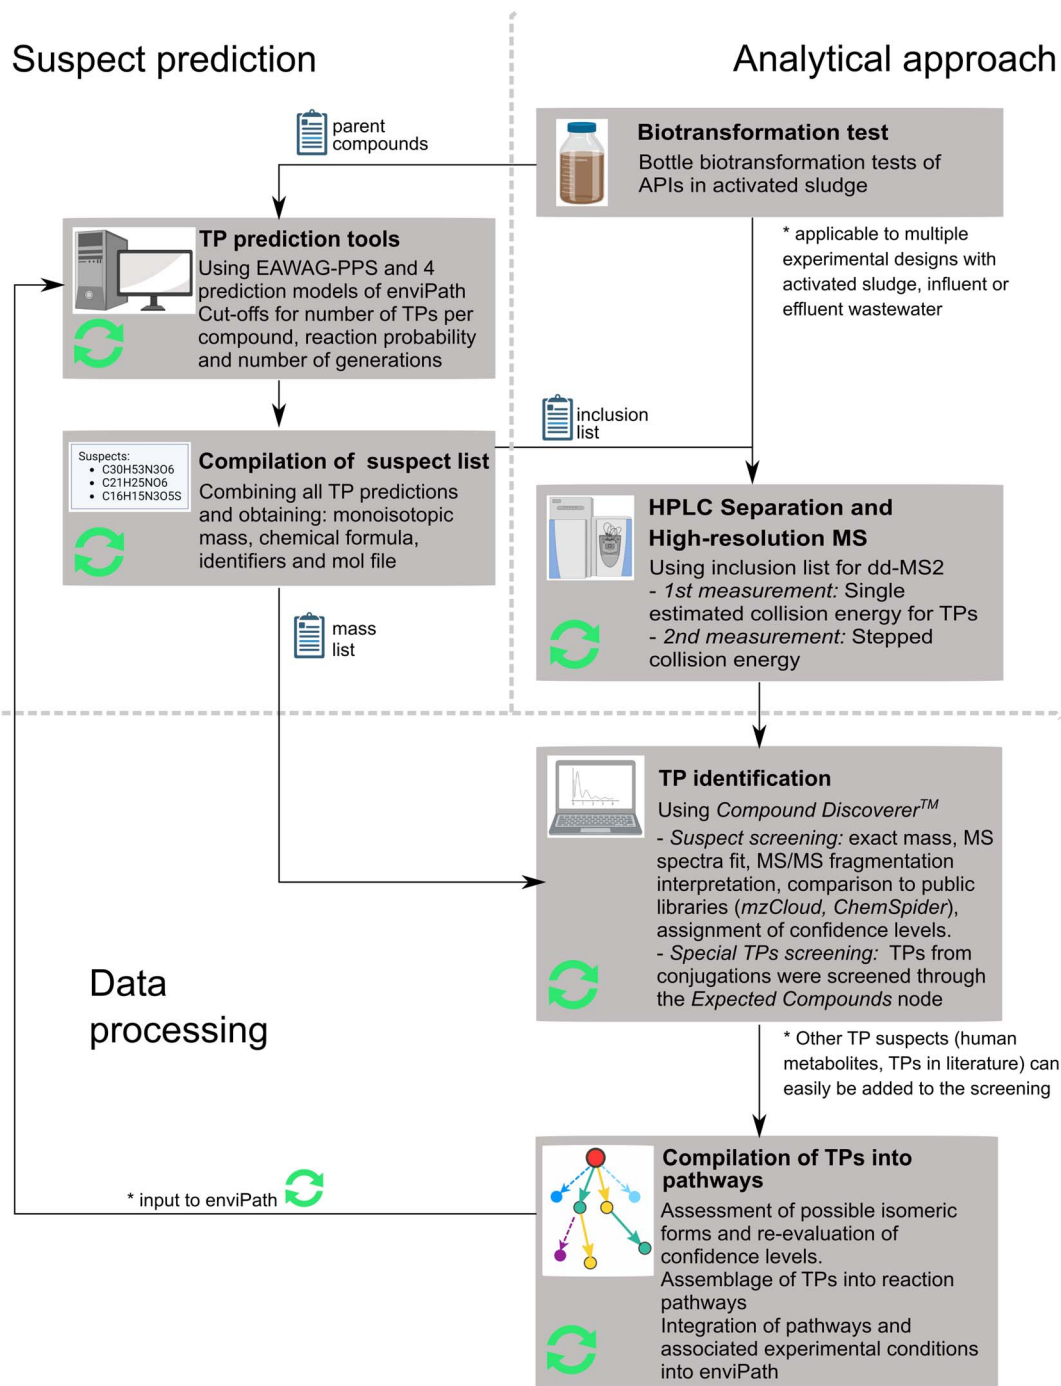 Suspect prediction
Analytical approach
parent
compounds
Biotransformation test
Bottle biotransformation tests of
APIs in activated sludge
* applicable to multiple
experimental designs with
activated sludge, influent or
effluent wastewater
TP prediction tools
Using EAWAG-PPS and 4
prediction models of enviPath
Cut-offs for number of TPs per
compound, reaction probability
and number of generations
inclusion
list
Suspects:
• C30H53N3O6
• C21H25NO6
• C16H15N3O5S
Compilation of suspect list
Combining all TP predictions
and obtaining: monoisotopic
mass, chemical formula,
identifiers and mol file
HPLC Separation and
High-resolution MS
Using inclusion list for dd-MS2
- 1st measurement: Single
estimated collision energy for TPs
- 2nd measurement: Stepped
collision energy
mass
list
TP identification
Using Compound Discoverer™
- Suspect screening: exact mass, MS
spectra fit, MS/MS fragmentation
interpretation, comparison to public
libraries (mzCloud, ChemSpider),
assignment of confidence levels.
- Special TPs screening: TPs from
conjugations were screened through
the Expected Compounds node
Data
processing
* Other TP suspects (human
metabolites, TPs in literature) can
easily be added to the screening
* input to enviPath
Compilation of TPs into
pathways
Assessment of possible isomeric
forms and re-evaluation of
confidence levels.
Assemblage of TPs into reaction
pathways
Integration of pathways and
associated experimental conditions
into enviPath